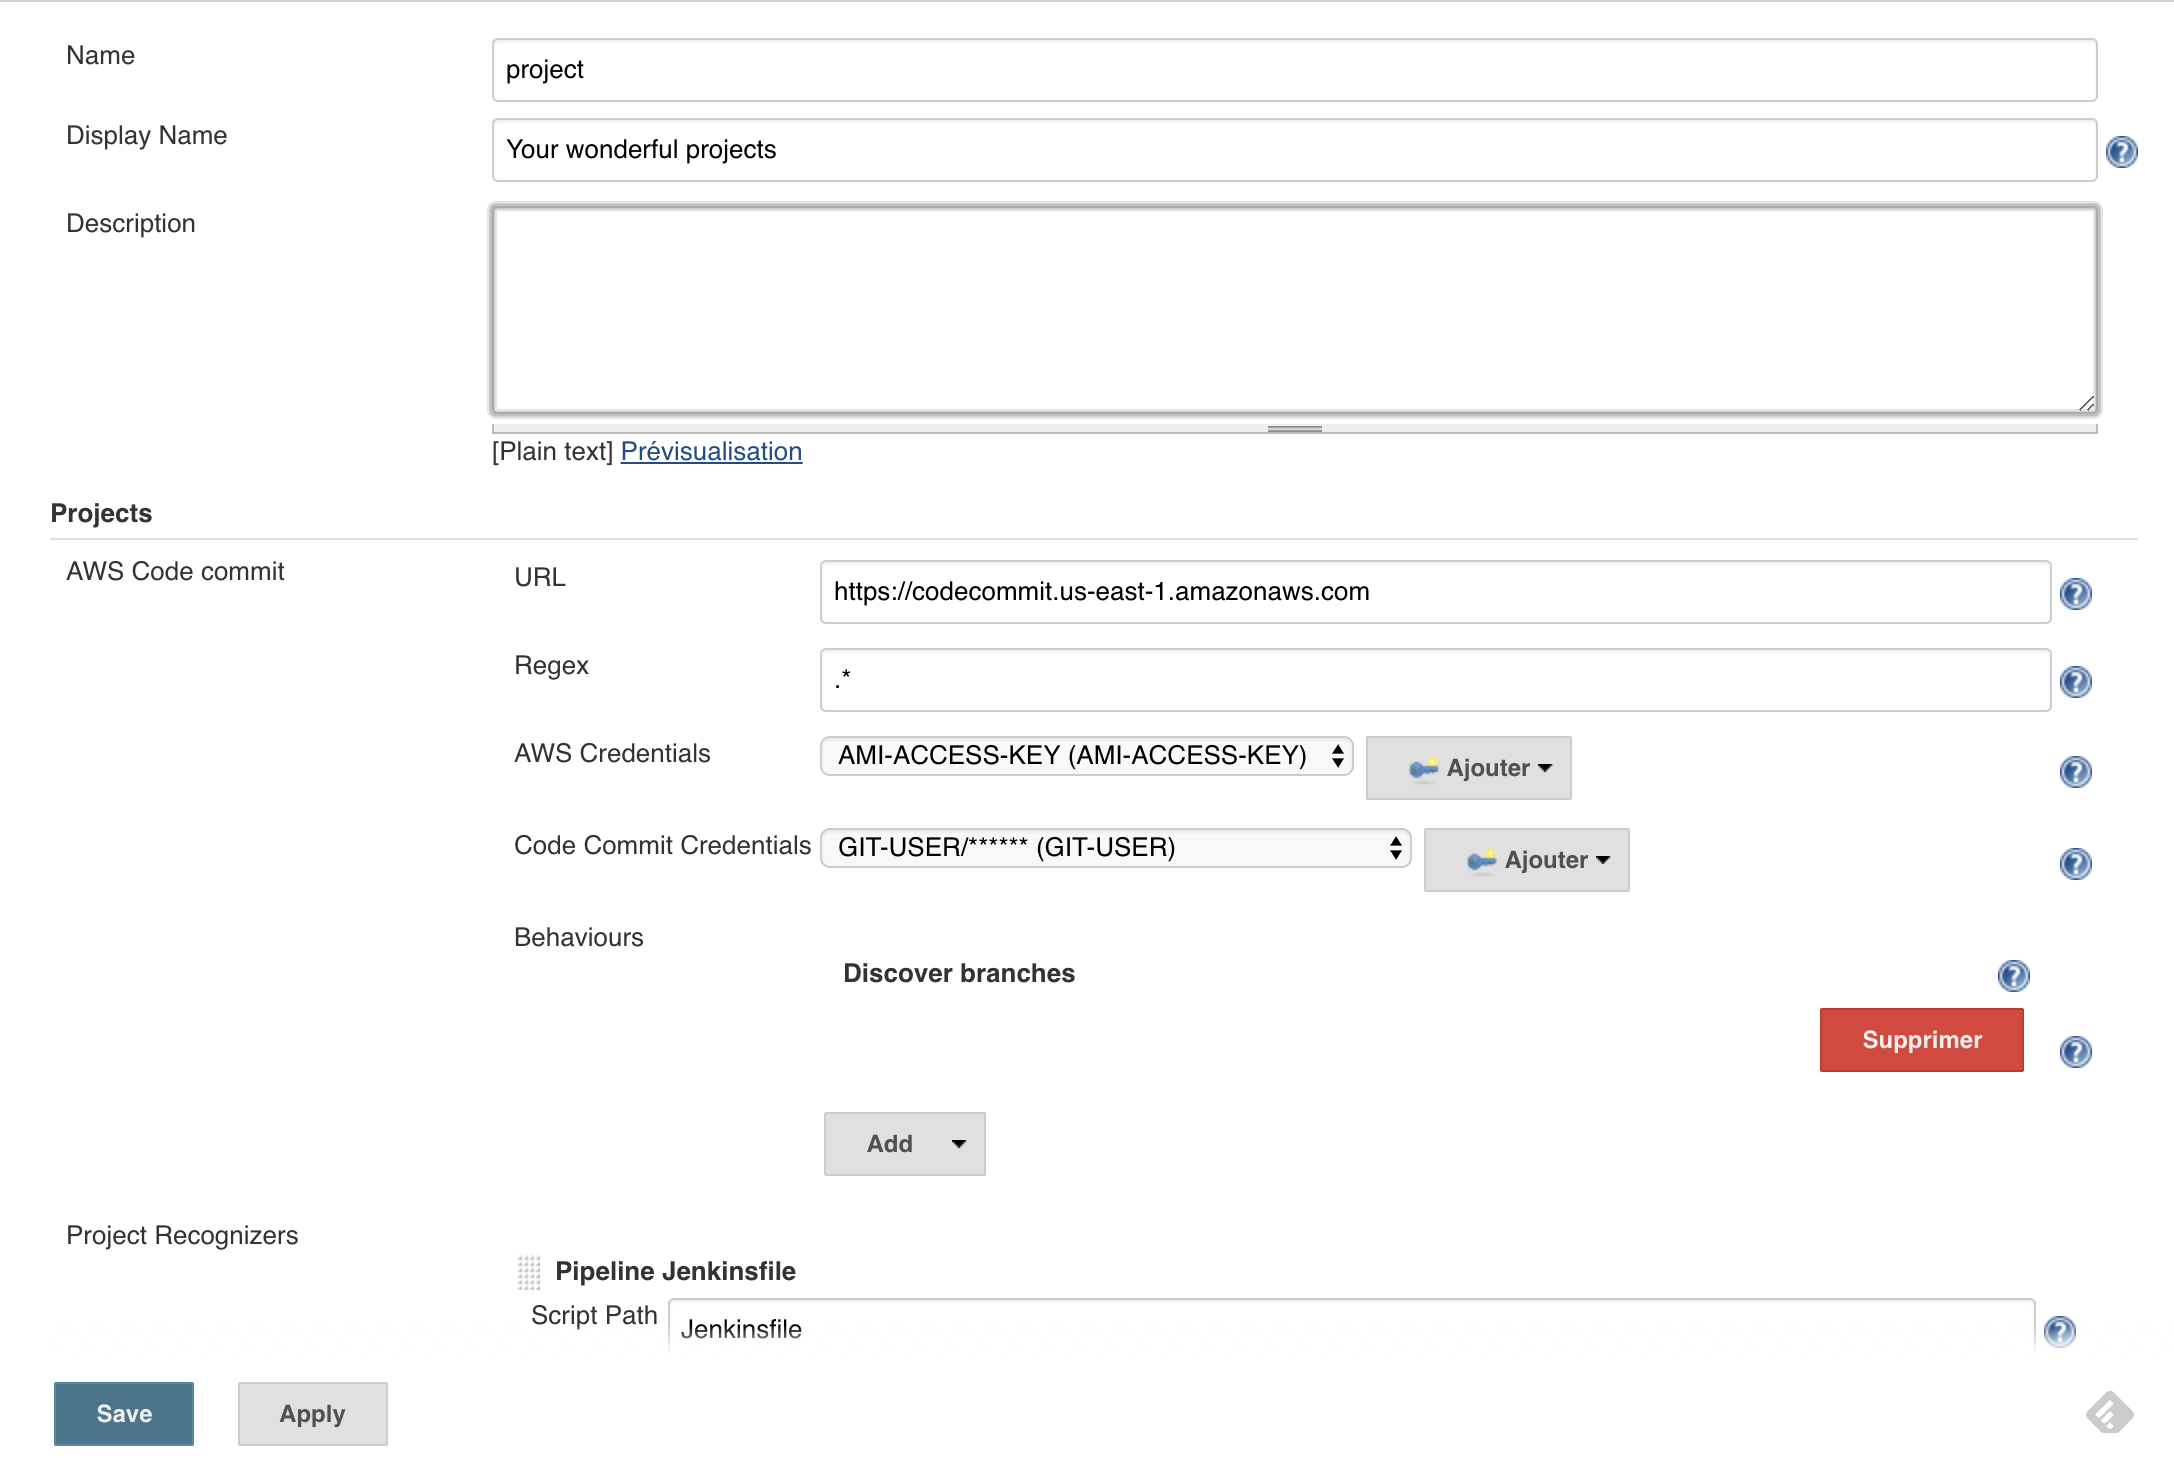 Name
project
Display Name
Your wonderful projects
Description
[Plain text] Prévisualisation
Projects
AWS Code commit
URL
https://codecommit.us-east-1.amazonaws.com
Regex
.*
AWS Credentials
AMI-ACCESS-KEY (AMI-ACCESS-KEY)
Ajouter
Code Commit Credentials
GIT-USER/****** (GIT-USER)
Ajouter
Behaviours
Discover branches
Supprimer
Add
Project Recognizers
Pipeline Jenkinsfile
Script Path
Jenkinsfile
Save
Apply